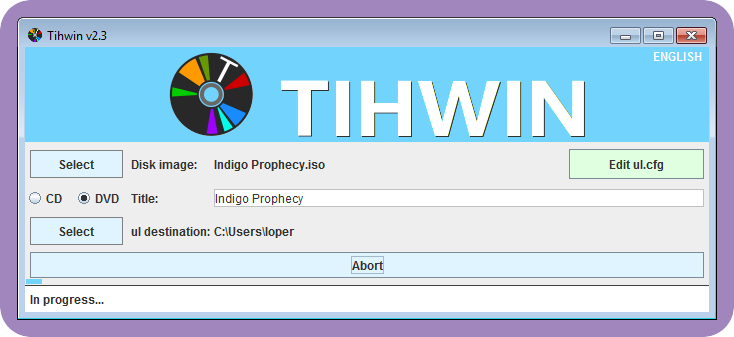 Tihwin v2.3
ENGLISH
T
TIHWIN
Select Disk image: Indigo Prophecy.iso Edit ul.cfg
CD DVD Title: Indigo Prophecy
Select ul destination: C:\Users\loper
Abort
In progress...